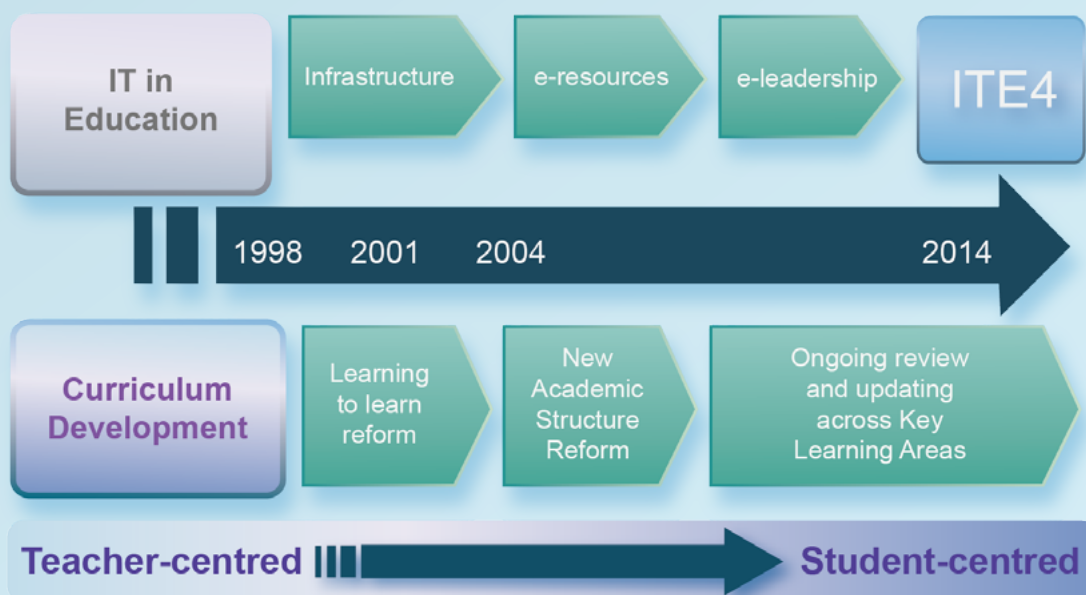 IT in
Education
Infrastructure
e-resources
e-leadership
ITE4
1998 2001 2004 2014
Curriculum
Development
Learning
to learn
reform
New
Academic
Structure
Reform
Ongoing review
and updating
across Key
Learning Areas
Teacher-centred
Student-centred